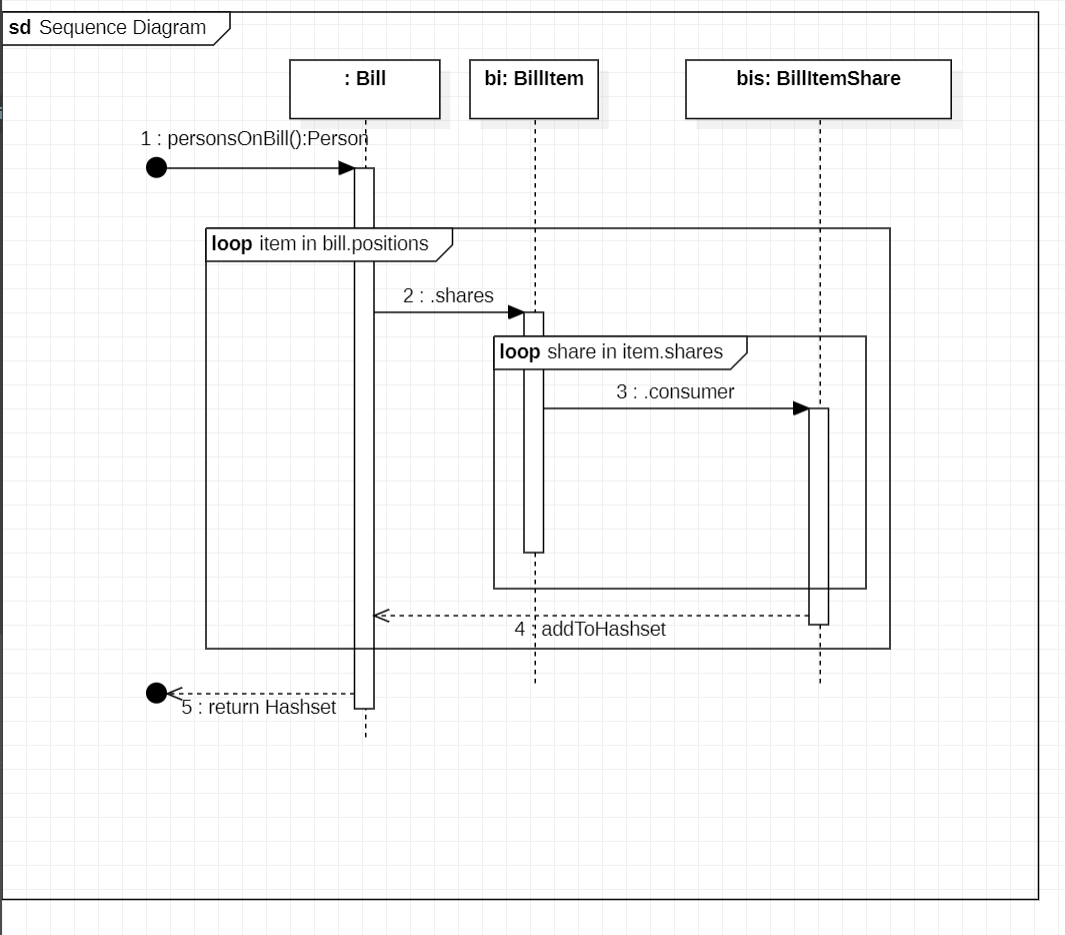 sd Sequence Diagram
: Bill
bi: BillItem
bis: BillItemShare
1 : personsOnBill():Person
loop item in bill.positions
2 : .shares
loop share in item.shares
3 : .consumer
4 : addToHashset
5 : return Hashset